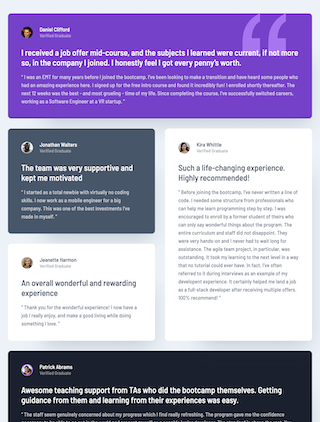 Daniel Clifford
Verified Graduate
I received a job offer mid-course, and the subjects I learned were current, if not more
so, in the company I joined. I honestly feel I got every penny's worth.
" I was an EMT for many years before I joined the bootcamp. I've been looking to make a transition and have heard some people who
had an amazing experience here. I signed up for the free intro course and found it incredibly fun! I enrolled shortly thereafter. The
next 12 weeks was the best - and most grueling - time of my life. Since completing the course, I've successfully switched careers,
working as a Software Engineer at a VR startup. "
Jonathan Walters
Verified Graduate
The team was very supportive and
kept me motivated
" I started as a total newbie with virtually no coding
skills. I now work as a mobile engineer for a big
company. This was one of the best investments I've
made in myself. "
Jeanette Harmon
Verified Graduate
An overall wonderful and rewarding
experience
" Thank you for the wonderful experience! I now have a
job I really enjoy, and make a good living while doing
something I love. "
Kira Whittle
Verified Graduate
Such a life-changing experience.
Highly recommended!
" Before joining the bootcamp, I've never written a line of
code. I needed some structure from professionals who
can help me learn programming step by step. I was
encouraged to enroll by a former student of theirs who
can only say wonderful things about the program. The
entire curriculum and staff did not disappoint. They
were very hands-on and I never had to wait long for
assistance. The agile team project, in particular, was
outstanding. It took my learning to the next level in a way
that no tutorial could ever have. In fact, I've often
referred to it during interviews as an example of my
developent experience. It certainly helped me land a job
as a full-stack developer after receiving multiple offers.
100% recommend! "
Patrick Abrams
Verified Graduate
Awesome teaching support from TAs who did the bootcamp themselves. Getting
guidance from them and learning from their experiences was easy.
" The staff seem genuinely concerned about my progress which I find really refreshing. The program gave me the confidence